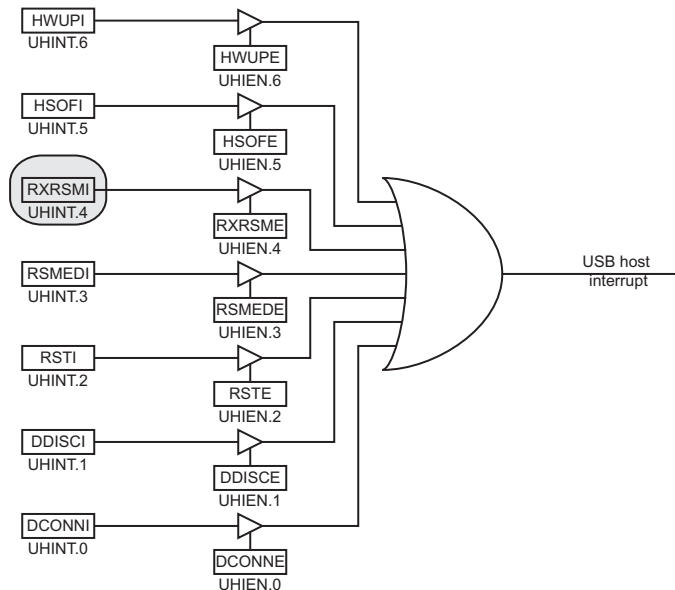 HWUPI
UHINT.6
HWUPE
UHIEN.6
HSOFI
UHINT.5
HSOFE
UHIEN.5
RXRSMI
UHINT.4
RXRSME
UHIEN.4
RSMEDI
UHINT.3
RSMEDE
UHIEN.3
RSTI
UHINT.2
RSTE
UHIEN.2
DDISCI
UHINT.1
DDISCE
UHIEN.1
DCONNI
UHINT.0
DCONNE
UHIEN.0
USB host
interrupt